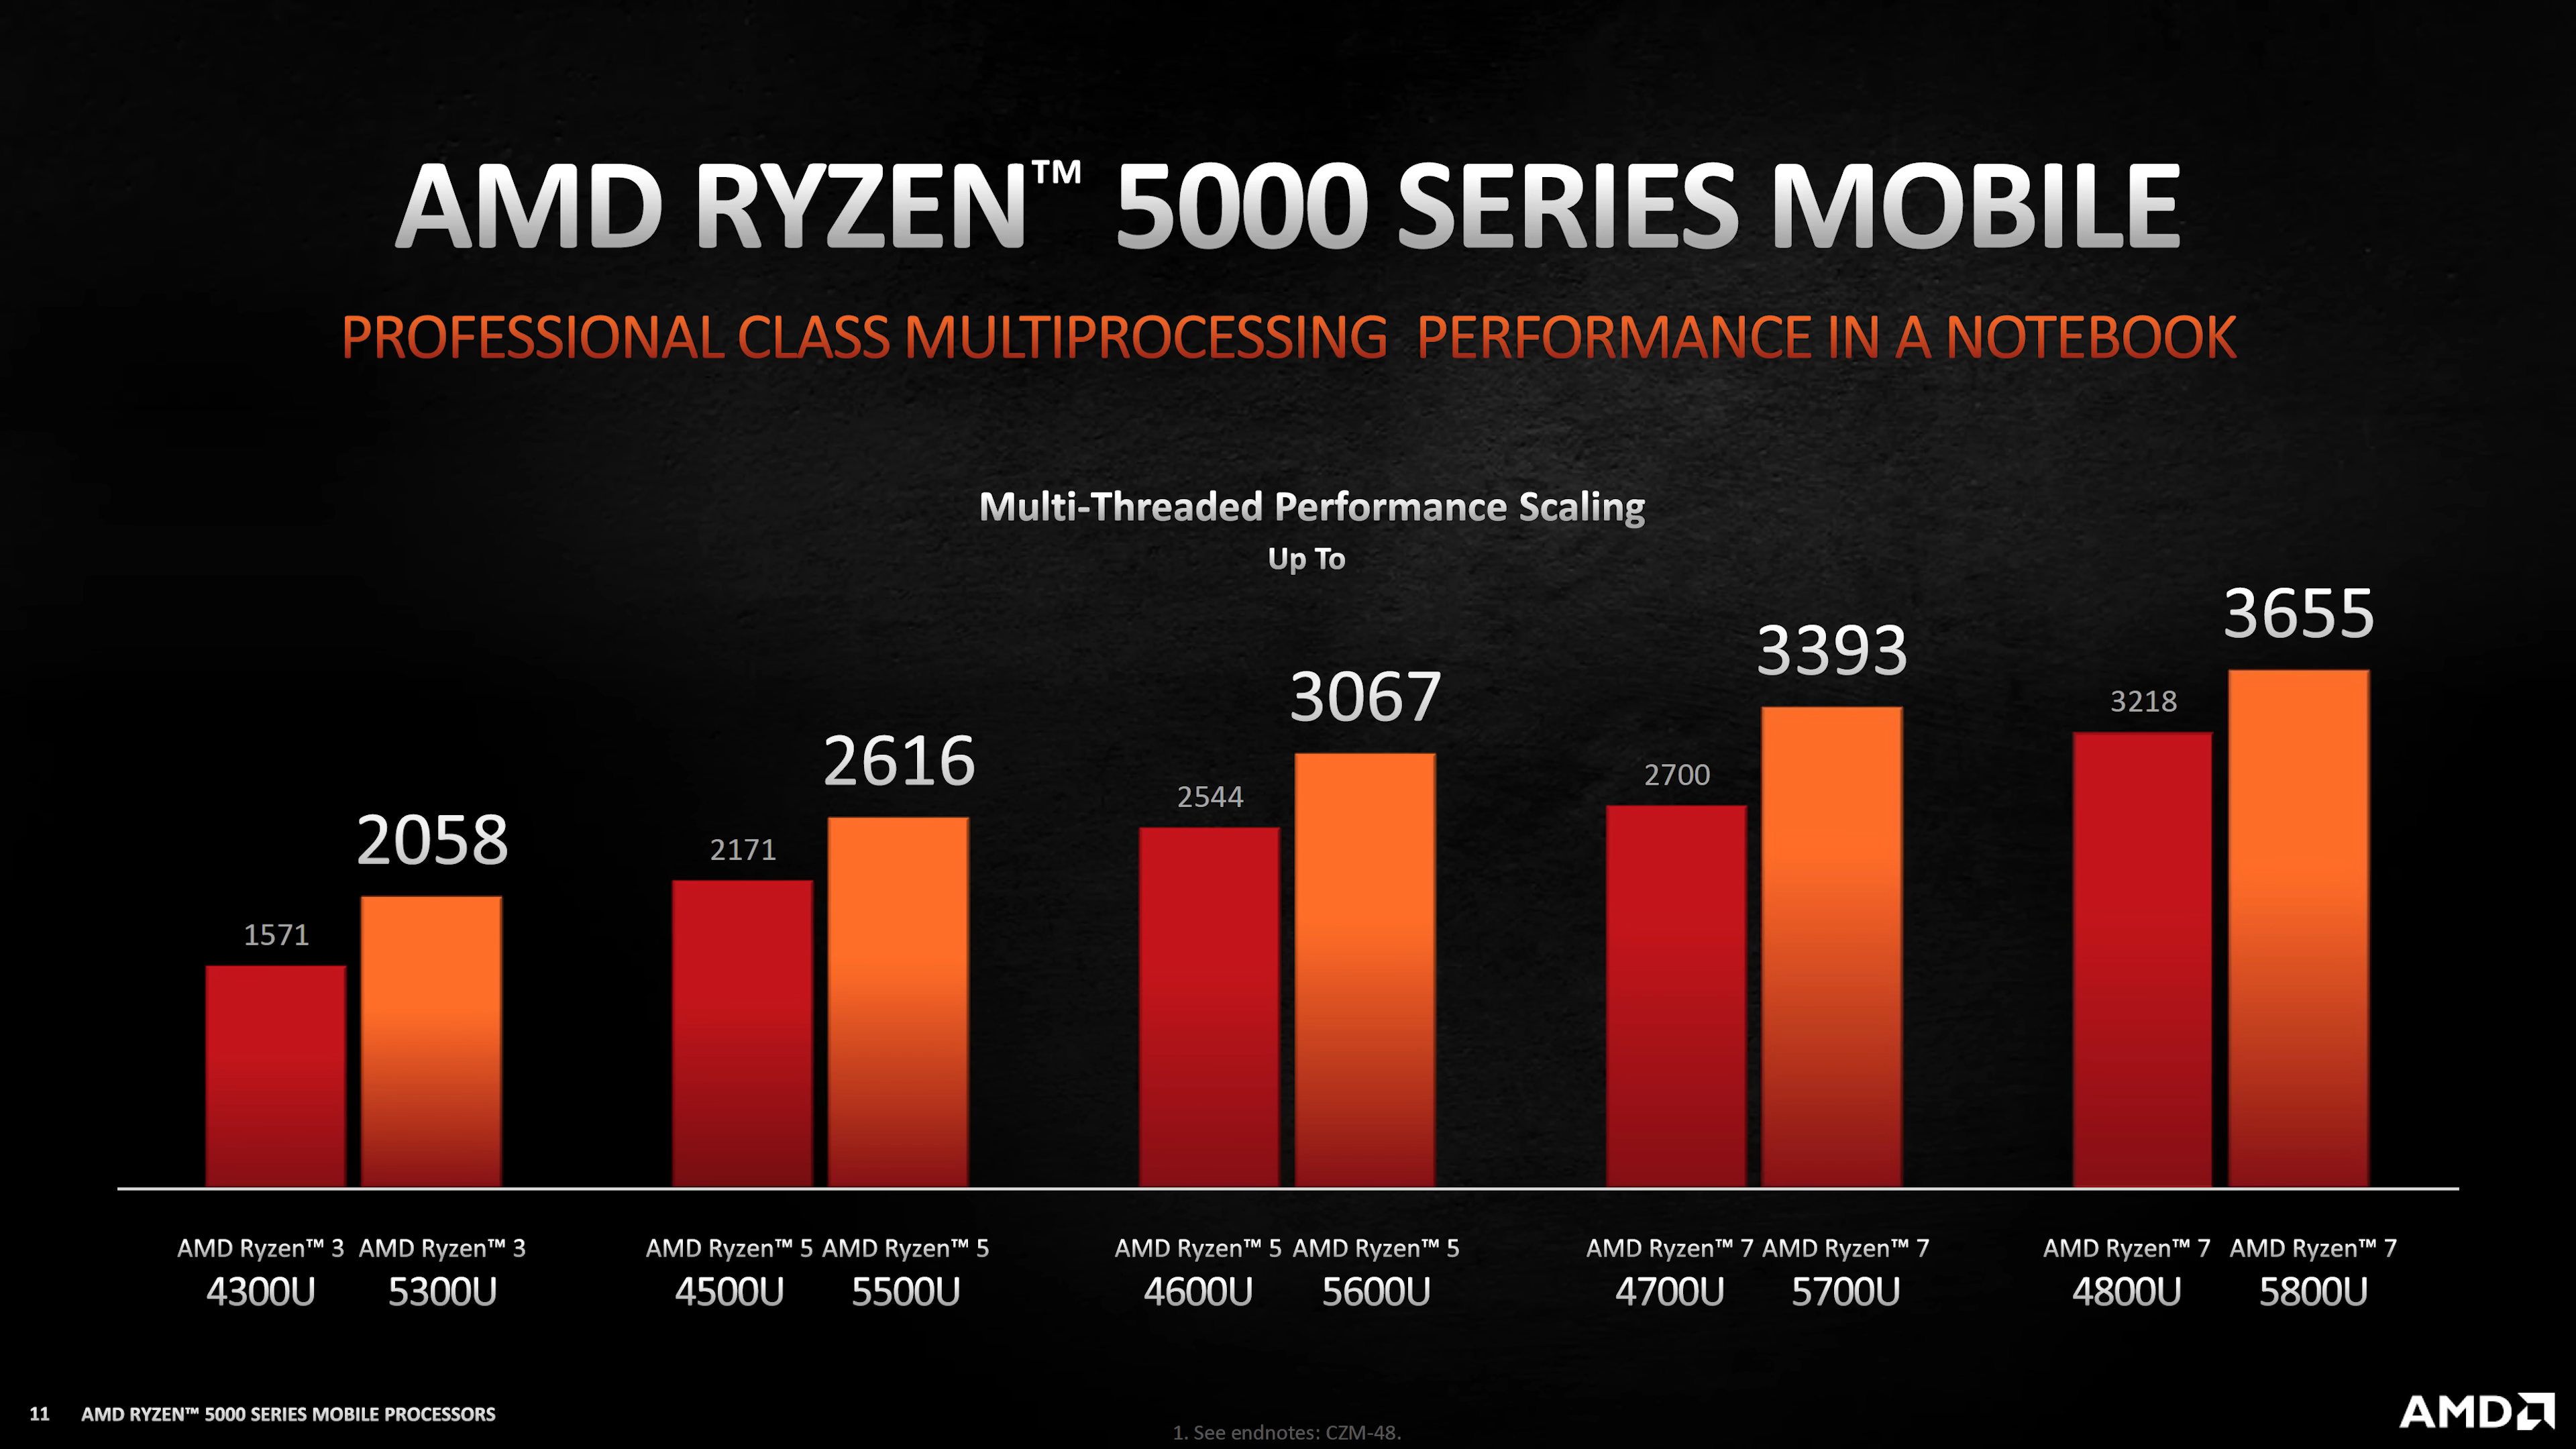 AMD RYZEN™ 5000 SERIES MOBILE
PROFESSIONAL CLASS MULTIPROCESSING PERFORMANCE IN A NOTEBOOK
Multi-Threaded Performance Scaling
Up To
1571
2058
2171
2616
2544
3067
2700
3393
3218
3655
AMD Ryzen™ 3
4300U
AMD Ryzen™ 3
5300U
AMD Ryzen™ 5
4500U
AMD Ryzen™ 5
5500U
AMD Ryzen™ 5
4600U
AMD Ryzen™ 5
5600U
AMD Ryzen™ 7
4700U
AMD Ryzen™ 7
5700U
AMD Ryzen™ 7
4800U
AMD Ryzen™ 7
5800U
11 AMD RYZEN™ 5000 SERIES MOBILE PROCESSORS
1. See endnotes: CZM-48.
AMD